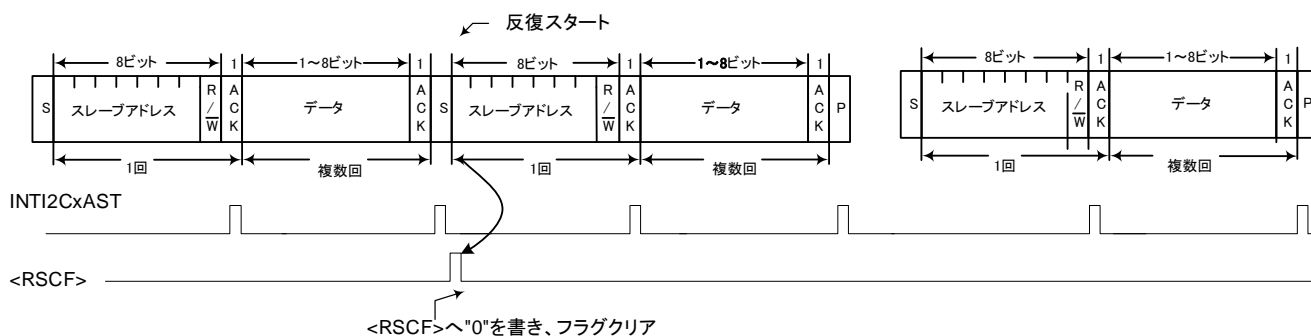 反復スタート
8ビット 1 1~8ビット 1 8ビット 1 1~8ビット 1 8ビット 1 1~8ビット 1
S スレーブアドレス R/W ACK データ ACK S スレーブアドレス R/W ACK データ ACK P S スレーブアドレス R/W ACK データ ACK P
1回 複数回 1回 複数回 1回 複数回
INTI2CxAST
<RSCF>
<RSCF>へ"0"を書き、フラグクリア